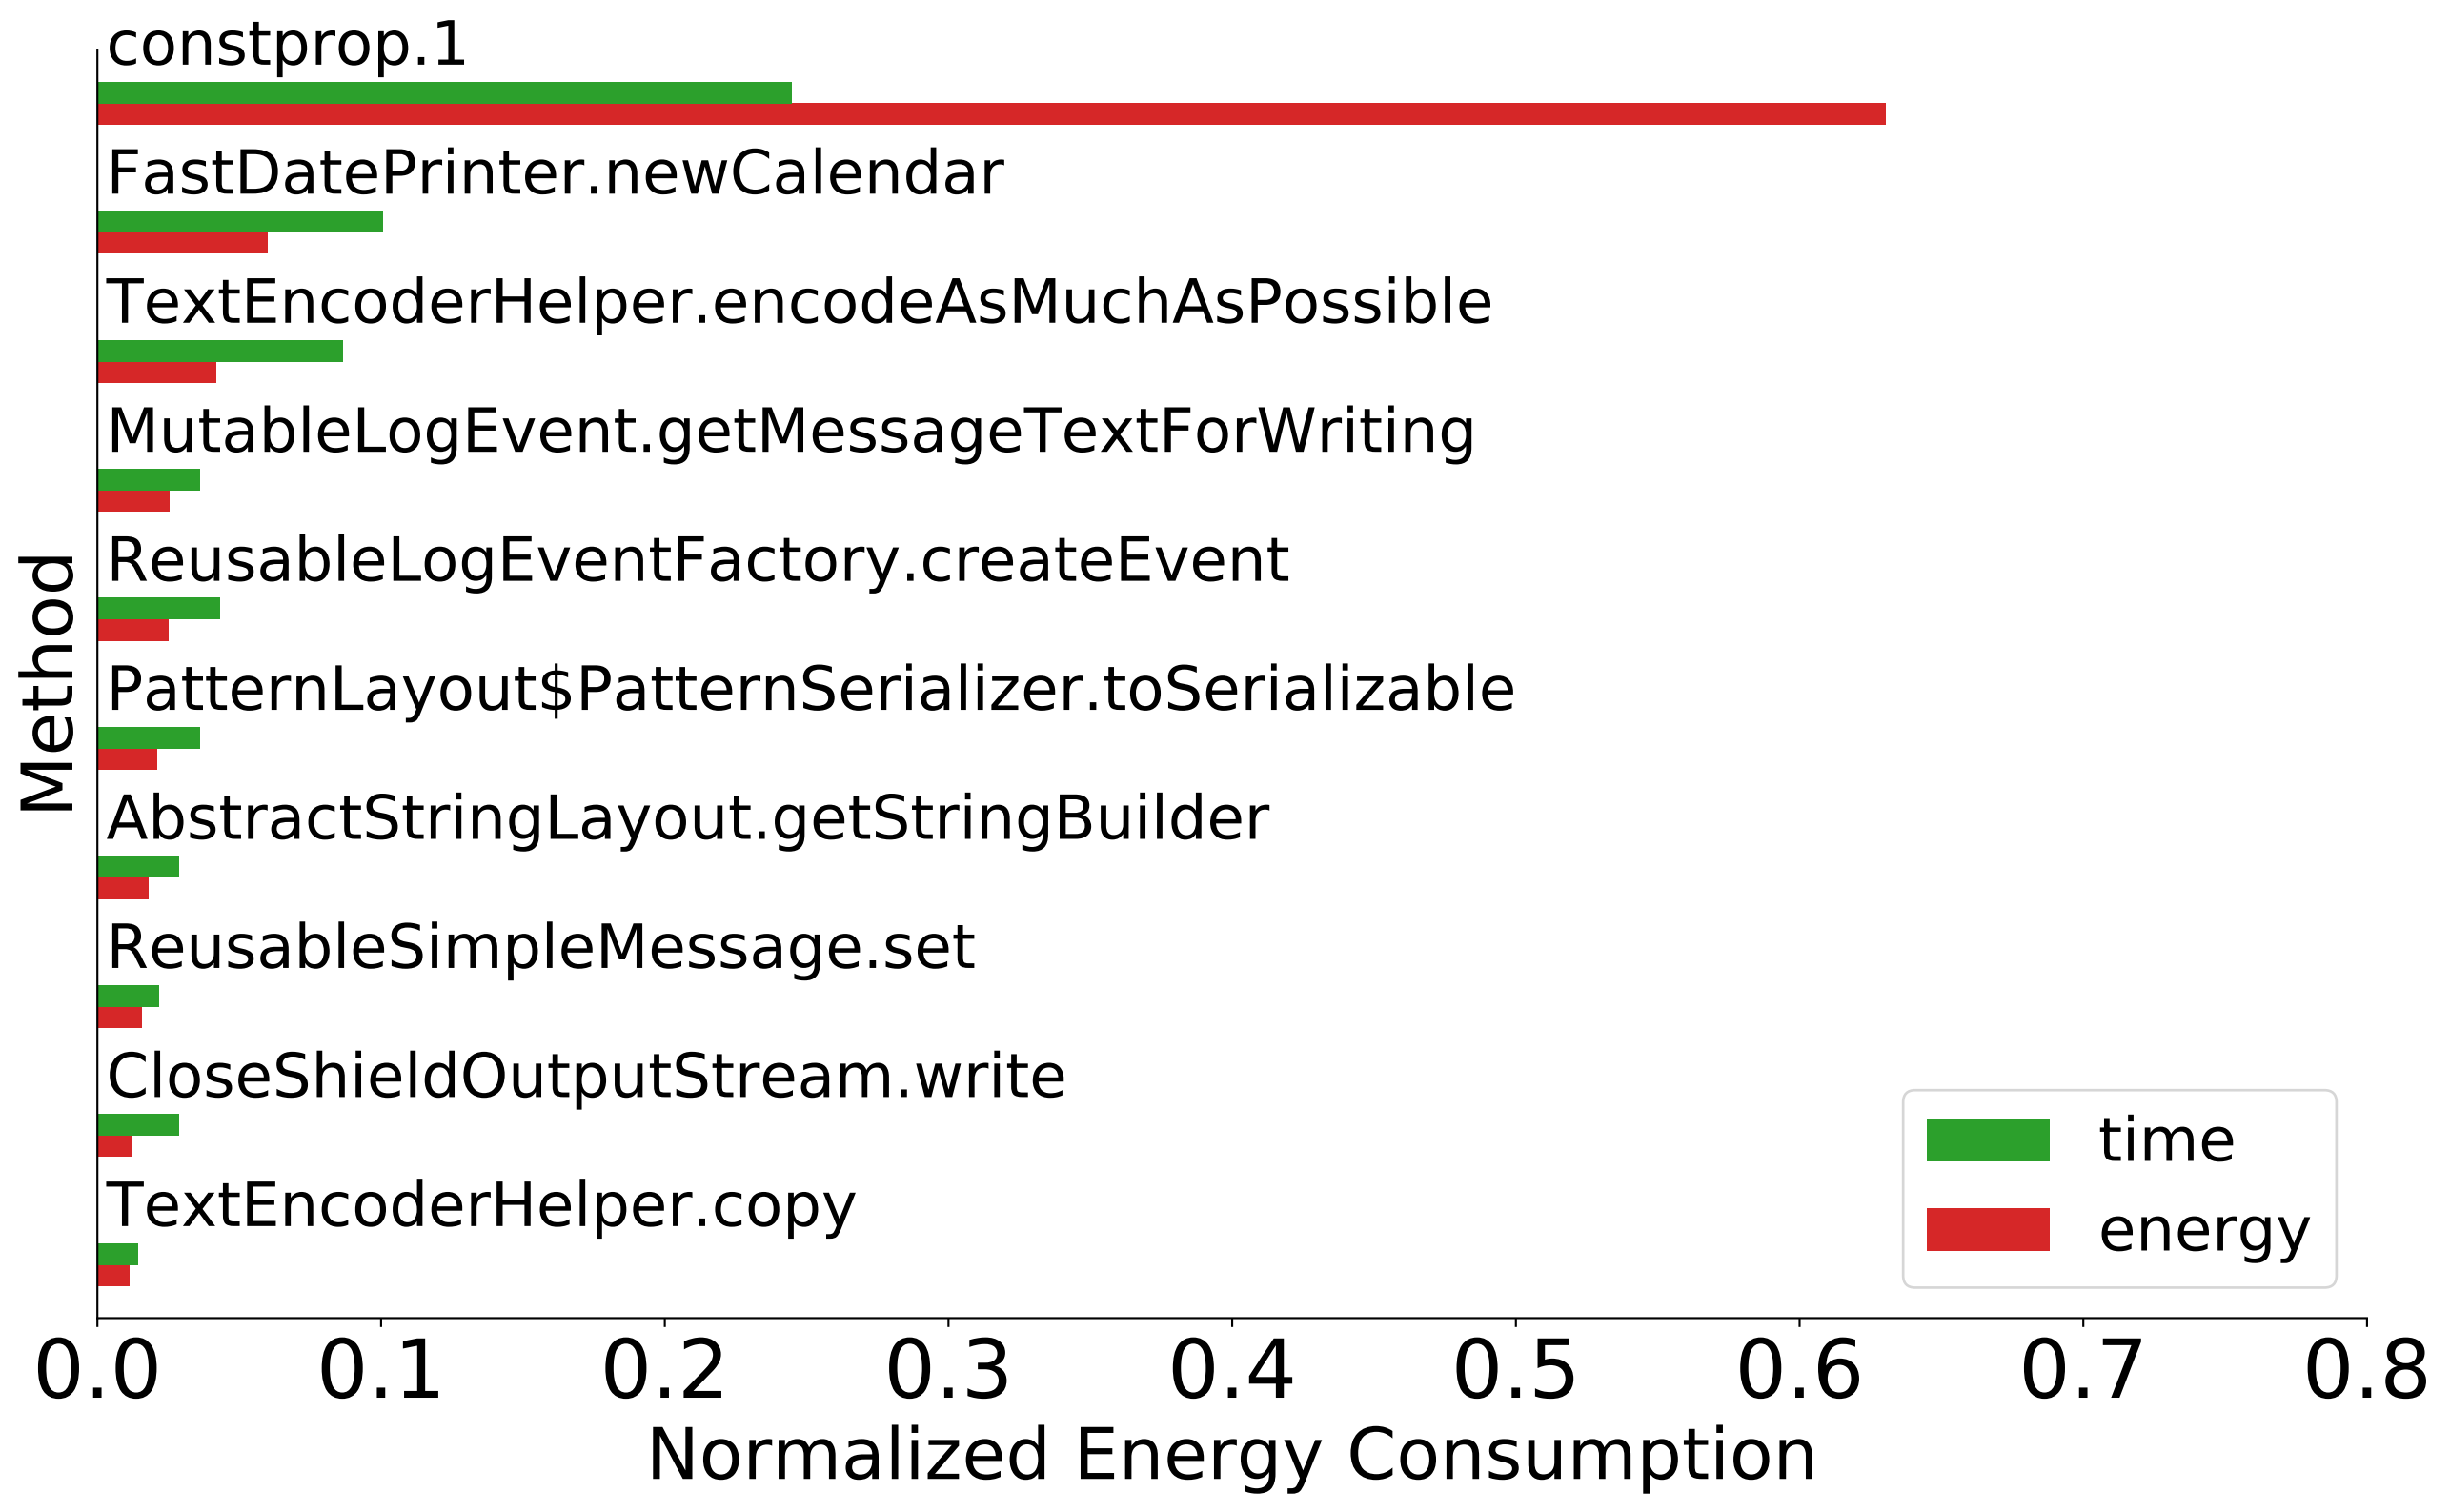 constprop.1
FastDatePrinter.newCalendar
TextEncoderHelper.encodeAsMuchAsPossible
MutableLogEvent.getMessageTextForWriting
ReusableLogEventFactory.createEvent
PatternLayout$PatternSerializer.toSerializable
AbstractStringLayout.getStringBuilder
ReusableSimpleMessage.set
CloseShieldOutputStream.write
TextEncoderHelper.copy
Method
time
energy
0.0 0.1 0.2 0.3 0.4 0.5 0.6 0.7 0.8
Normalized Energy Consumption